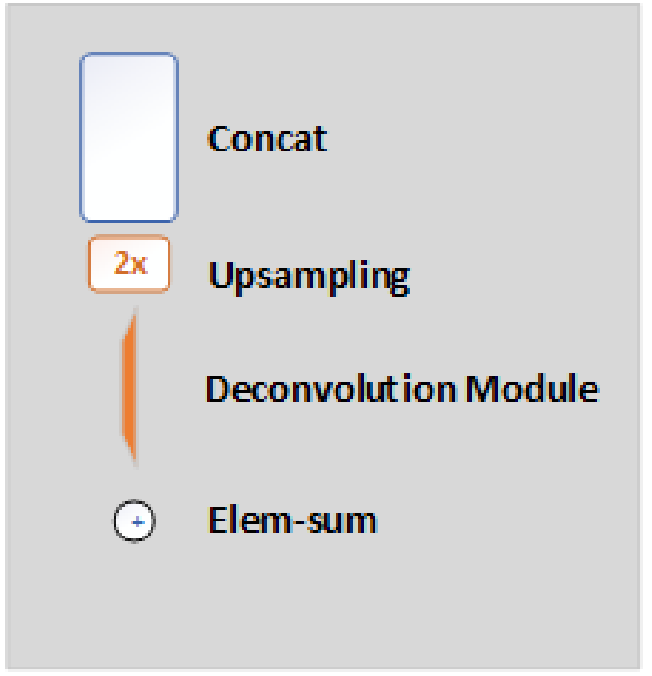 Concat
2x
Upsampling
Deconvolution Module
+
Elem-sum